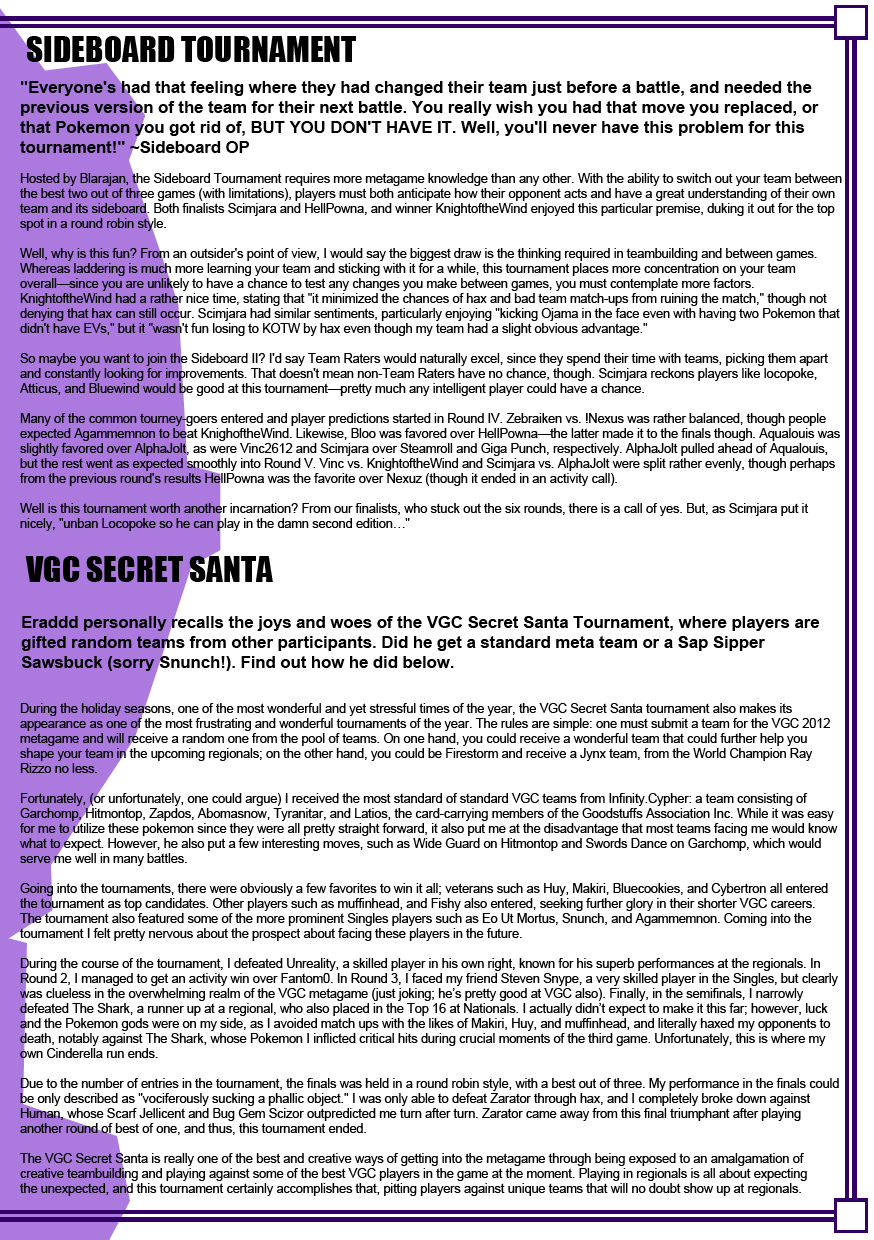 SIDEBOARD TOURNAMENT
"Everyone's had that feeling where they had changed their team just before a battle, and needed the
previous version of the team for their next battle. You really wish you had that move you replaced, or
that Pokemon you got rid of, BUT YOU DON'T HAVE IT. Well, you'll never have this problem for this
tournament!" ~Sideboard OP
Hosted by Blarajan, the Sideboard Tournament requires more metagame knowledge than any other. With the ability to switch out your team between
the best two out of three games (with limitations), players must both anticipate how their opponent acts and have a great understanding of their own
team and its sideboard. Both finalists Scimjara and HellPowna, and winner KnightoftheWind enjoyed this particular premise, duking it out for the top
spot in a round robin style.
Well, why is this fun? From an outsider's point of view, I would say the biggest draw is the thinking required in teambuilding and between games.
Whereas laddering is much more learning your team and sticking with it for a while, this tournament places more concentration on your team
overall—since you are unlikely to have a chance to test any changes you make between games, you must contemplate more factors.
KnightoftheWind had a rather nice time, stating that "it minimized the chances of hax and bad team match-ups from ruining the match," though not
denying that hax can still occur. Scimjara had similar sentiments, particularly enjoying "kicking Ojama in the face even with having two Pokemon that
didn't have EVs," but it "wasn't fun losing to KOTW by hax even though my team had a slight obvious advantage."
So maybe you want to join the Sideboard II? I'd say Team Raters would naturally excel, since they spend their time with teams, picking them apart
and constantly looking for improvements. That doesn't mean non-Team Raters have no chance, though. Scimjara reckons players like locopoke,
Atticus, and Bluewind would be good at this tournament—pretty much any intelligent player could have a chance.
Many of the common tourney-goers entered and player predictions started in Round IV. Zebraiken vs. !Nexus was rather balanced, though people
expected Agammemnon to beat KnighoftheWind. Likewise, Bloo was favored over HellPowna—the latter made it to the finals though. Aqualouis was
slightly favored over AlphaJolt, as were Vinc2612 and Scimjara over Steamroll and Giga Punch, respectively. AlphaJolt pulled ahead of Aqualouis,
but the rest went as expected smoothly into Round V. Vinc vs. KnightoftheWind and Scimjara vs. AlphaJolt were split rather evenly, though perhaps
from the previous round's results HellPowna was the favorite over Nexuz (though it ended in an activity call).
Well is this tournament worth another incarnation? From our finalists, who stuck out the six rounds, there is a call of yes. But, as Scimjara put it
nicely, "unban Locopoke so he can play in the damn second edition…"
VGC SECRET SANTA
Eraddd personally recalls the joys and woes of the VGC Secret Santa Tournament, where players are
gifted random teams from other participants. Did he get a standard meta team or a Sap Sipper
Sawsbuck (sorry Snunch!). Find out how he did below.
During the holiday seasons, one of the most wonderful and yet stressful times of the year, the VGC Secret Santa tournament also makes its
appearance as one of the most frustrating and wonderful tournaments of the year. The rules are simple: one must submit a team for the VGC 2012
metagame and will receive a random one from the pool of teams. On one hand, you could receive a wonderful team that could further help you
shape your team in the upcoming regionals; on the other hand, you could be Firestorm and receive a Jynx team, from the World Champion Ray
Rizzo no less.
Fortunately, (or unfortunately, one could argue) I received the most standard of standard VGC teams from Infinity.Cypher: a team consisting of
Garchomp, Hitmontop, Zapdos, Abomasnow, Tyranitar, and Latios, the card-carrying members of the Goodstuffs Association Inc. While it was easy
for me to utilize these pokemon since they were all pretty straight forward, it also put me at the disadvantage that most teams facing me would know
what to expect. However, he also put a few interesting moves, such as Wide Guard on Hitmontop and Swords Dance on Garchomp, which would
serve me well in many battles.
Going into the tournaments, there were obviously a few favorites to win it all; veterans such as Huy, Makiri, Bluecookies, and Cybertron all entered
the tournament as top candidates. Other players such as muffinhead, and Fishy also entered, seeking further glory in their shorter VGC careers.
The tournament also featured some of the more prominent Singles players such as Eo Ut Mortus, Snunch, and Agammemnon. Coming into the
tournament I felt pretty nervous about the prospect about facing these players in the future.
During the course of the tournament, I defeated Unreality, a skilled player in his own right, known for his superb performances at the regionals. In
Round 2, I managed to get an activity win over Fantom0. In Round 3, I faced my friend Steven Snype, a very skilled player in the Singles, but clearly
was clueless in the overwhelming realm of the VGC metagame (just joking; he's pretty good at VGC also). Finally, in the semifinals, I narrowly
defeated The Shark, a runner up at a regional, who also placed in the Top 16 at Nationals. I actually didn't expect to make it this far; however, luck
and the Pokemon gods were on my side, as I avoided match ups with the likes of Makiri, Huy, and muffinhead, and literally haxed my opponents to
death, notably against The Shark, whose Pokemon I inflicted critical hits during crucial moments of the third game. Unfortunately, this is where my
own Cinderella run ends.
Due to the number of entries in the tournament, the finals was held in a round robin style, with a best out of three. My performance in the finals could
be only described as "vociferously sucking a phallic object." I was only able to defeat Zarator through hax, and I completely broke down against
Human, whose Scarf Jellicent and Bug Gem Scizor outpredicted me turn after turn. Zarator came away from this final triumphant after playing
another round of best of one, and thus, this tournament ended.
The VGC Secret Santa is really one of the best and creative ways of getting into the metagame through being exposed to an amalgamation of
creative teambuilding and playing against some of the best VGC players in the game at the moment. Playing in regionals is all about expecting
the unexpected, and this tournament certainly accomplishes that, pitting players against unique teams that will no doubt show up at regionals.